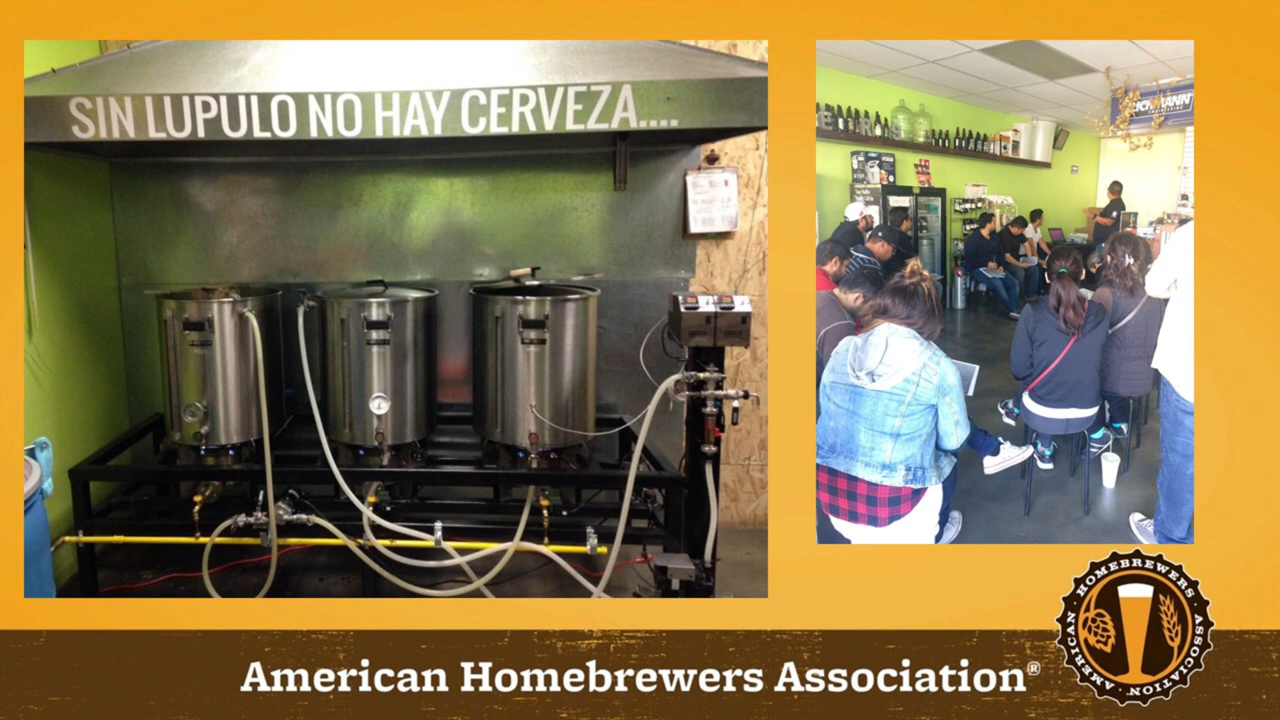 SIN LUPULO NO HAY CERVEZA....
American Homebrewers Association®
AMERICAN · HOMEBREWERS · ASSOCIATION